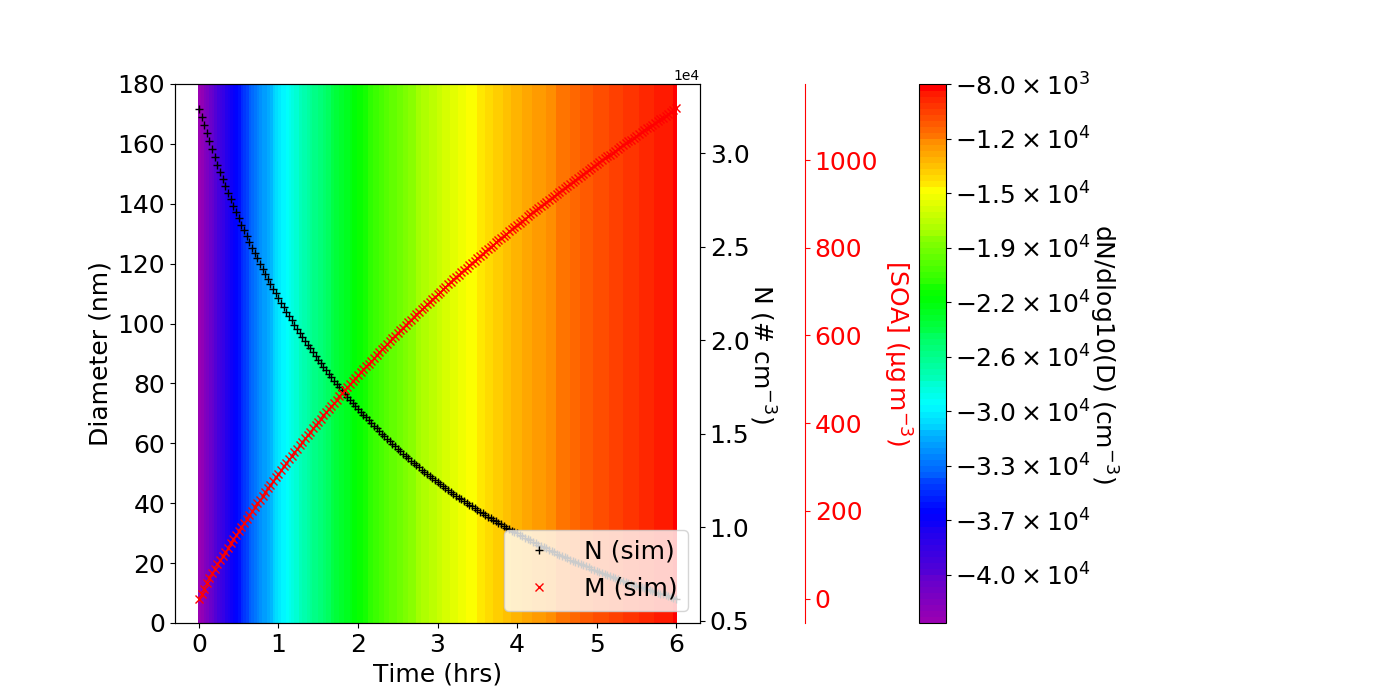 1e4
180
160
140
120
100
80
60
40
20
0
Diameter (nm)
0 1 2 3 4 5 6
Time (hrs)
3.0
2.5
2.0
1.5
1.0
0.5
N (# cm⁻³)
N (sim)
M (sim)
1000
800
600
400
200
0
[SOA] (µg m⁻³)
−8.0 × 10³
−1.2 × 10⁴
−1.5 × 10⁴
−1.9 × 10⁴
−2.2 × 10⁴
−2.6 × 10⁴
−3.0 × 10⁴
−3.3 × 10⁴
−3.7 × 10⁴
−4.0 × 10⁴
dN/dlog10(D) (cm⁻³)